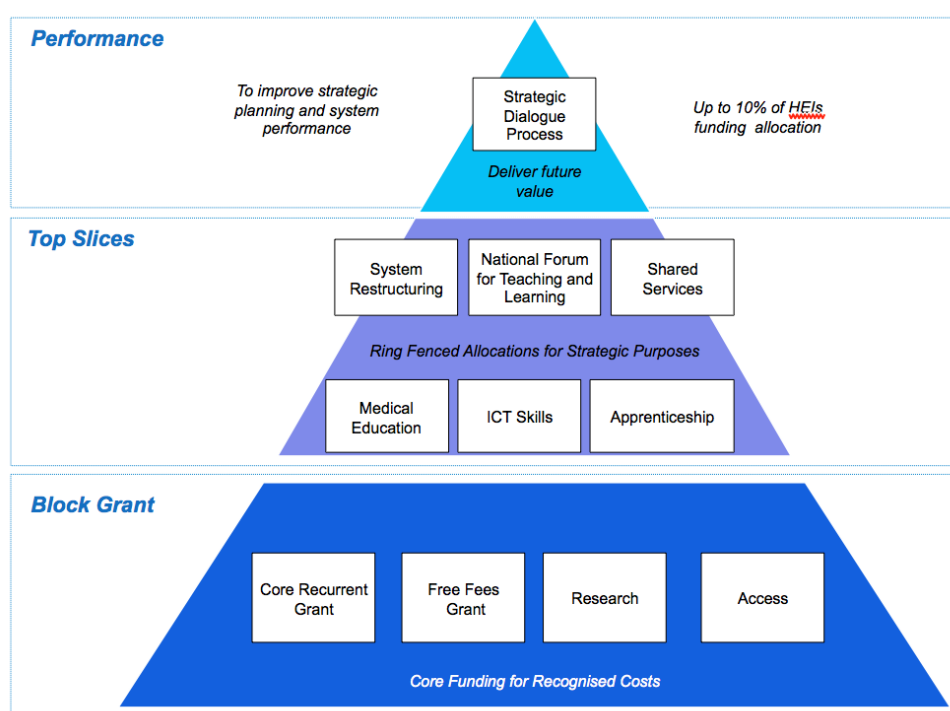 Performance
To improve strategic
planning and system
performance
Strategic
Dialogue
Process
Up to 10% of HEIs
funding allocation
Deliver future
value
Top Slices
System
Restructuring
National Forum
for Teaching and
Learning
Shared
Services
Ring Fenced Allocations for Strategic Purposes
Medical
Education
ICT Skills
Apprenticeship
Block Grant
Core Recurrent
Grant
Free Fees
Grant
Research
Access
Core Funding for Recognised Costs